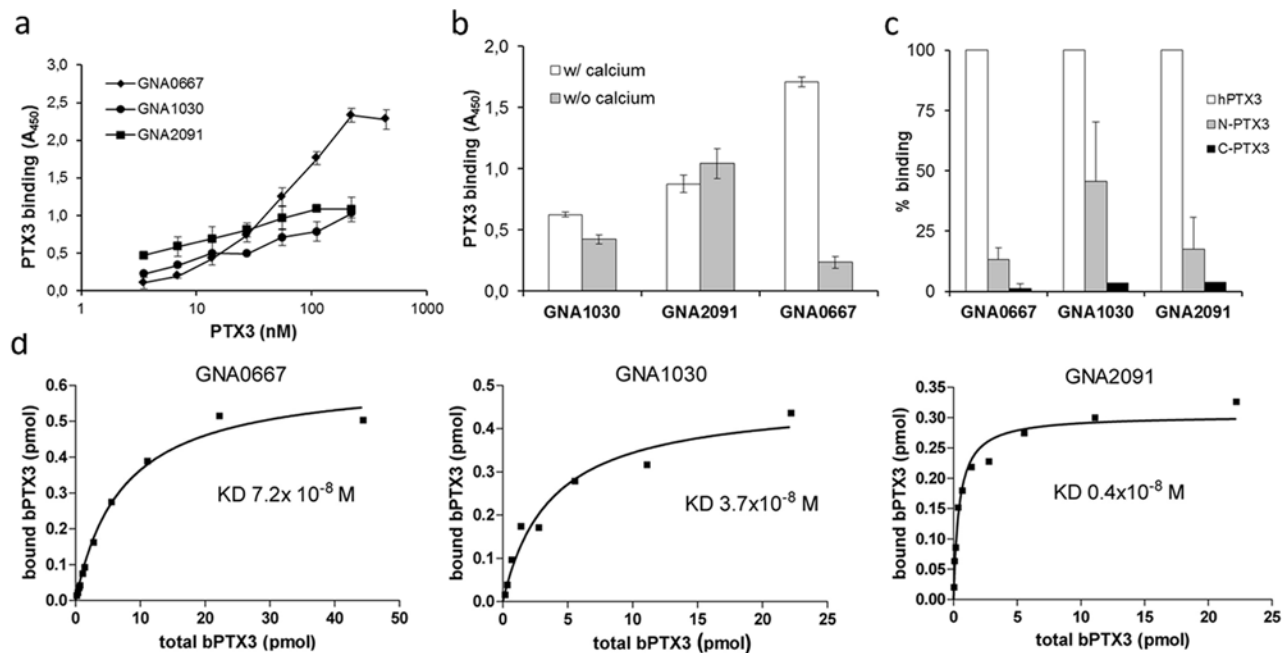 a
2,5
2,0
1,5
1,0
0,5
0,0
PTX3 binding (A450)
GNA0667
GNA1030
GNA2091
1
10
100
1000
PTX3 (nM)
b
2,0
1,5
1,0
0,5
0,0
PTX3 binding (A450)
w/ calcium
w/o calcium
GNA1030
GNA2091
GNA0667
c
100
75
50
25
0
% binding
hPTX3
N-PTX3
C-PTX3
GNA0667
GNA1030
GNA2091
d
GNA0667
0.6
0.5
0.4
0.3
0.2
0.1
0.0
bound bPTX3 (pmol)
KD 7.2x 10-8 M
0
10
20
30
40
50
total bPTX3 (pmol)
GNA1030
0.5
0.4
0.3
0.2
0.1
0.0
bound bPTX3 (pmol)
KD 3.7x10-8 M
0
5
10
15
20
25
total bPTX3 (pmol)
GNA2091
0.35
0.30
0.25
0.20
0.15
0.10
0.05
0.00
bound bPTX3 (pmol)
KD 0.4x10-8 M
0
5
10
15
20
25
total bPTX3 (pmol)